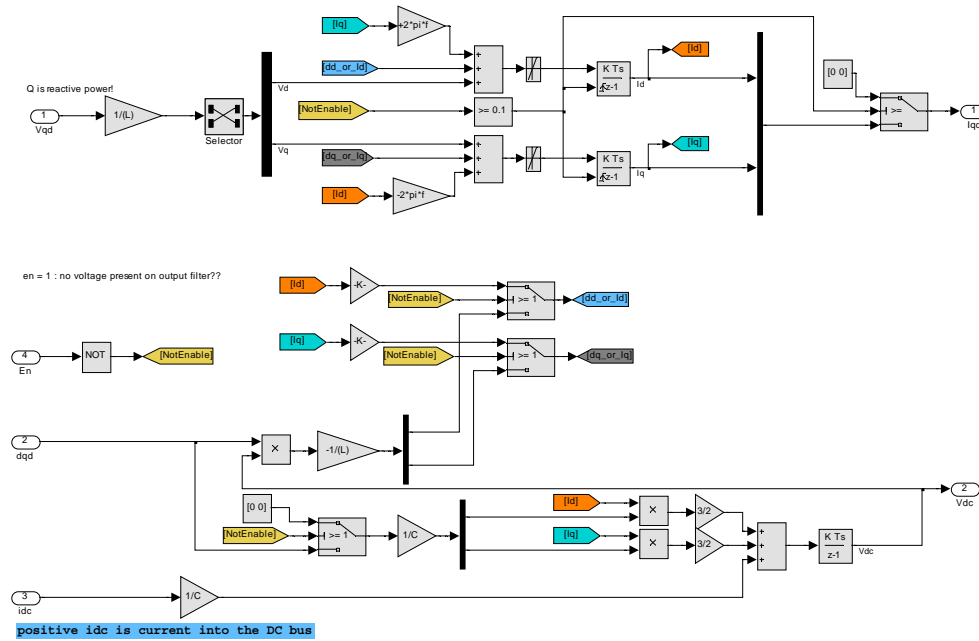 [Iq]
+2*pi*f
[Id]
[dd_or_Id]
+
+
+
K Ts
z-1
Id
[0 0]
Q is reactive power!
Vd
1
Vqd
1/(L)
Selector
[NotEnable]
>= 0.1
>=
1
Iqd
Vq
[dq_or_Iq]
+
+
+
K Ts
z-1
Iq
[Iq]
[Id]
-2*pi*f
en = 1 : no voltage present on output filter??
[Id]
-K-
[NotEnable]
>= 1
[dd_or_Id]
[Iq]
-K-
[NotEnable]
>= 1
[dq_or_Iq]
4
En
NOT
[NotEnable]
2
dqd
×
-1/(L)
2
Vdc
[0 0]
[NotEnable]
>= 1
1/C
[Id]
×
3/2
[Iq]
×
3/2
+
+
+
K Ts
z-1
Vdc
3
idc
1/C
positive idc is current into the DC bus